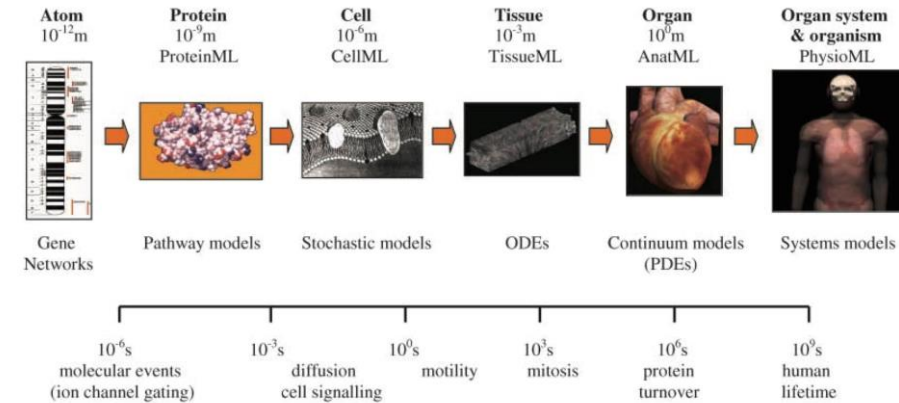 Atom
10⁻¹²m
Protein
10⁻⁹m
ProteinML
Cell
10⁻⁶m
CellML
Tissue
10⁻³m
TissueML
Organ
10⁰m
AnatML
Organ system
& organism
PhysioML
Gene
Networks
Pathway models
Stochastic models
ODEs
Continuum models
(PDEs)
Systems models
10⁻⁶s
molecular events
(ion channel gating)
10⁻³s
diffusion
cell signalling
10⁰s
motility
10³s
mitosis
10⁶s
protein
turnover
10⁹s
human
lifetime